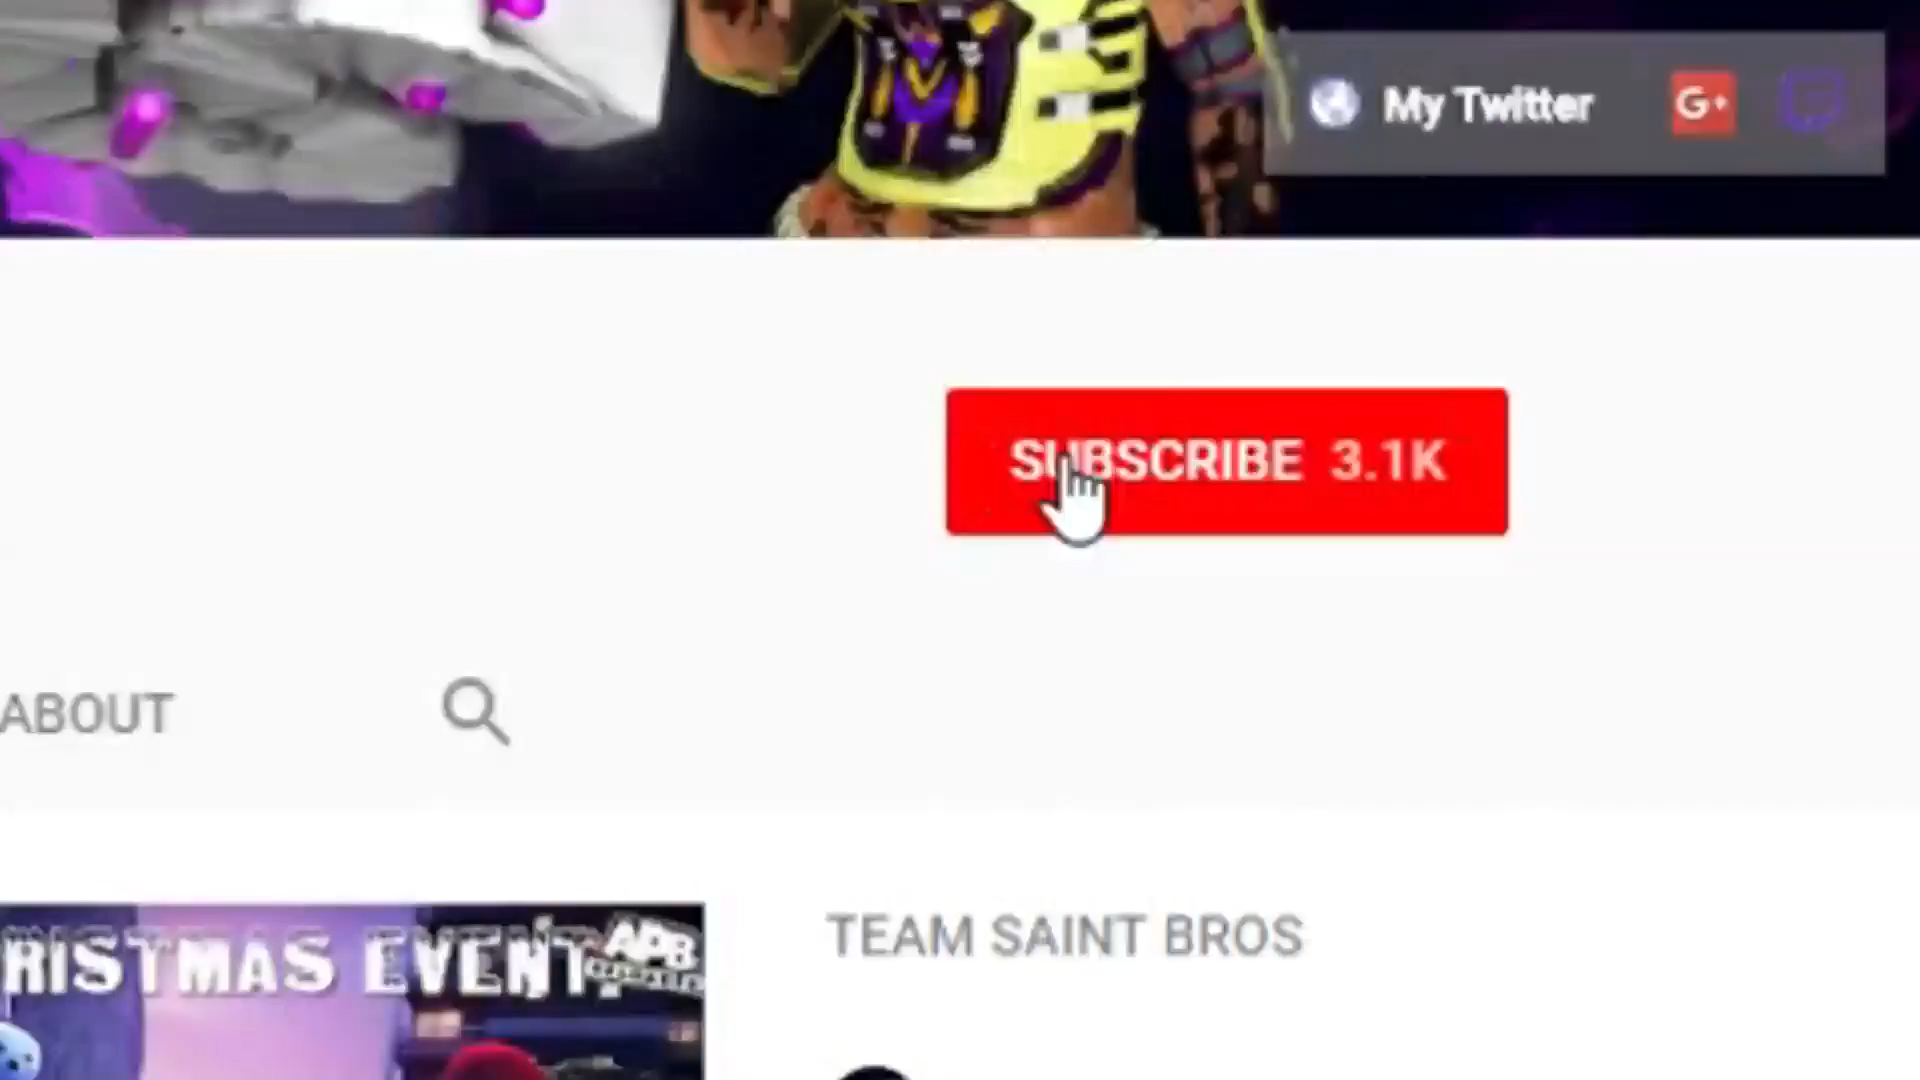 My Twitter
G+
SUBSCRIBE 3.1K
ABOUT
RISTMAS EVENT
APB
TEAM SAINT BROS